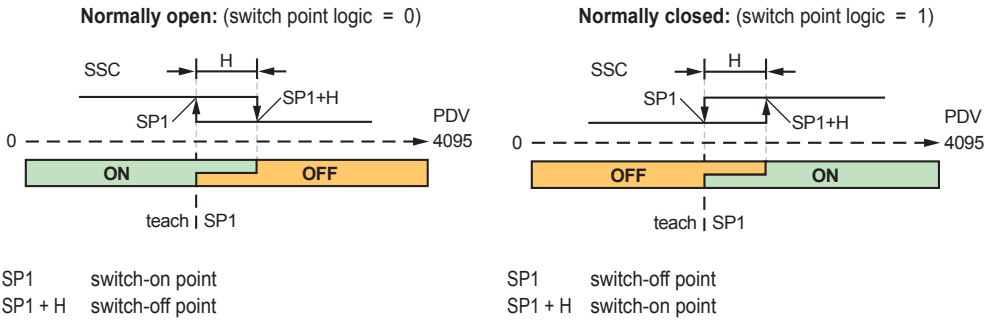 Normally open: (switch point logic = 0)
SSC
H
SP1
SP1+H
PDV
0
4095
ON
OFF
teach SP1
SP1 switch-on point
SP1 + H switch-off point
Normally closed: (switch point logic = 1)
SSC
H
SP1
SP1+H
PDV
0
4095
OFF
ON
teach SP1
SP1 switch-off point
SP1 + H switch-on point